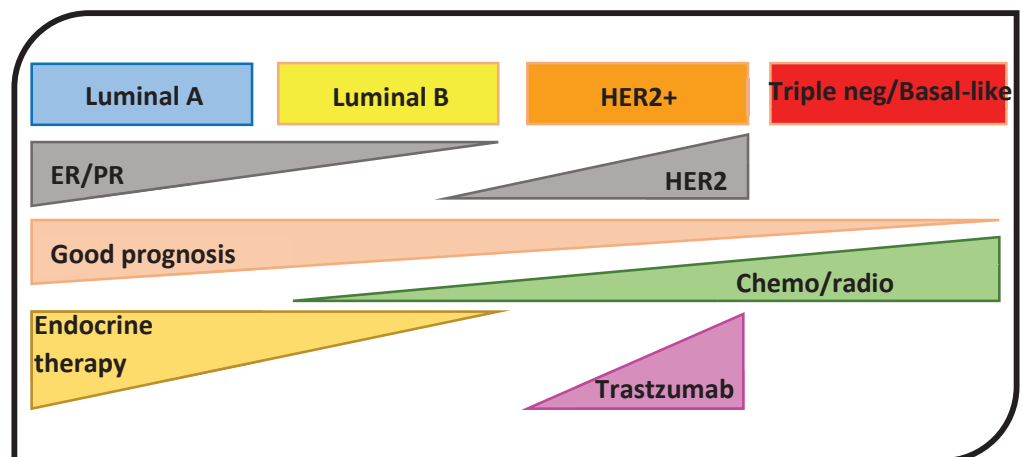 Luminal A
Luminal B
HER2+
Triple neg/Basal-like
ER/PR
HER2
Good prognosis
Chemo/radio
Endocrine
therapy
Trastzumab